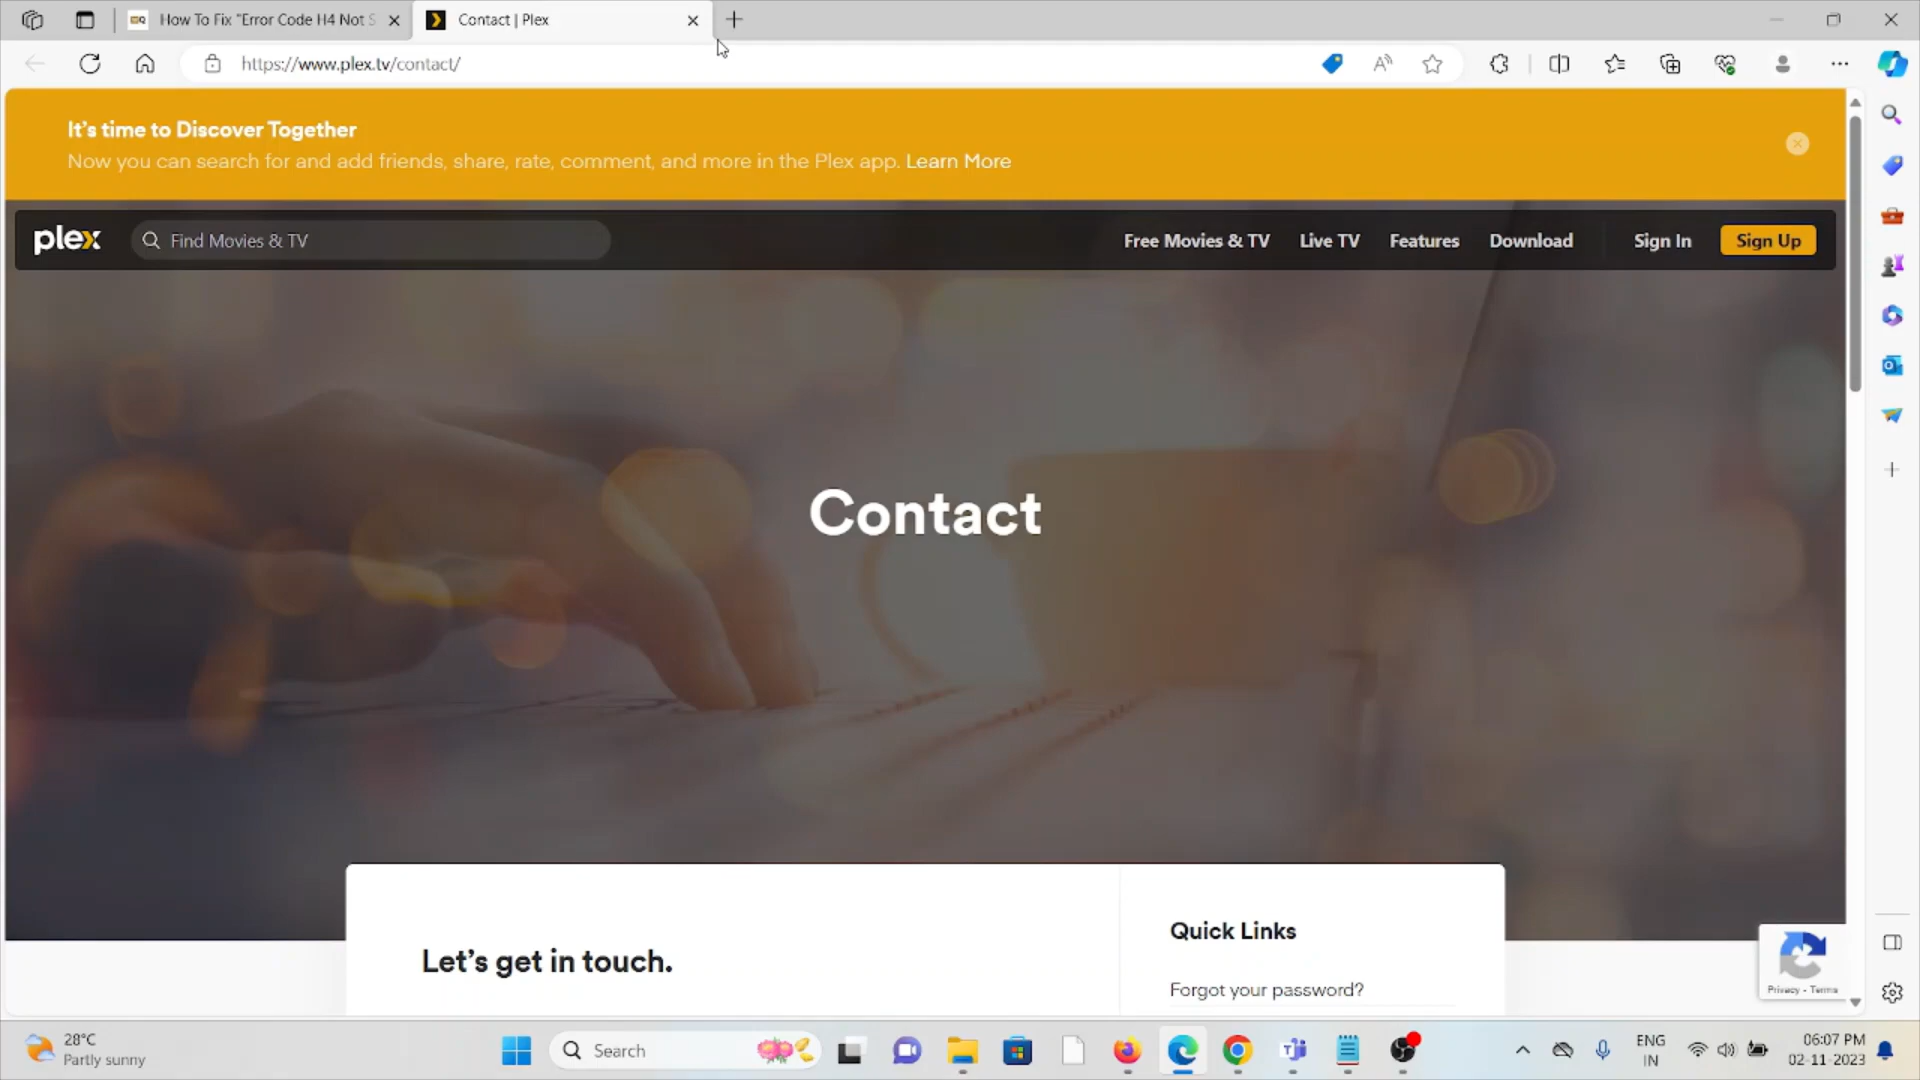 How To Fix "Error Code H4 Not S
Contact | Plex
https://www.plex.tv/contact/
It's time to Discover Together
Now you can search for and add friends, share, rate, comment, and more in the Plex app. Learn More
plex
Find Movies & TV
Free Movies & TV
Live TV
Features
Download
Sign In
Sign Up
Contact
Let's get in touch.
Quick Links
Forgot your password?
Privacy - Terms
28°C
Partly sunny
Search
ENG
IN
06:07 PM
02-11-2023